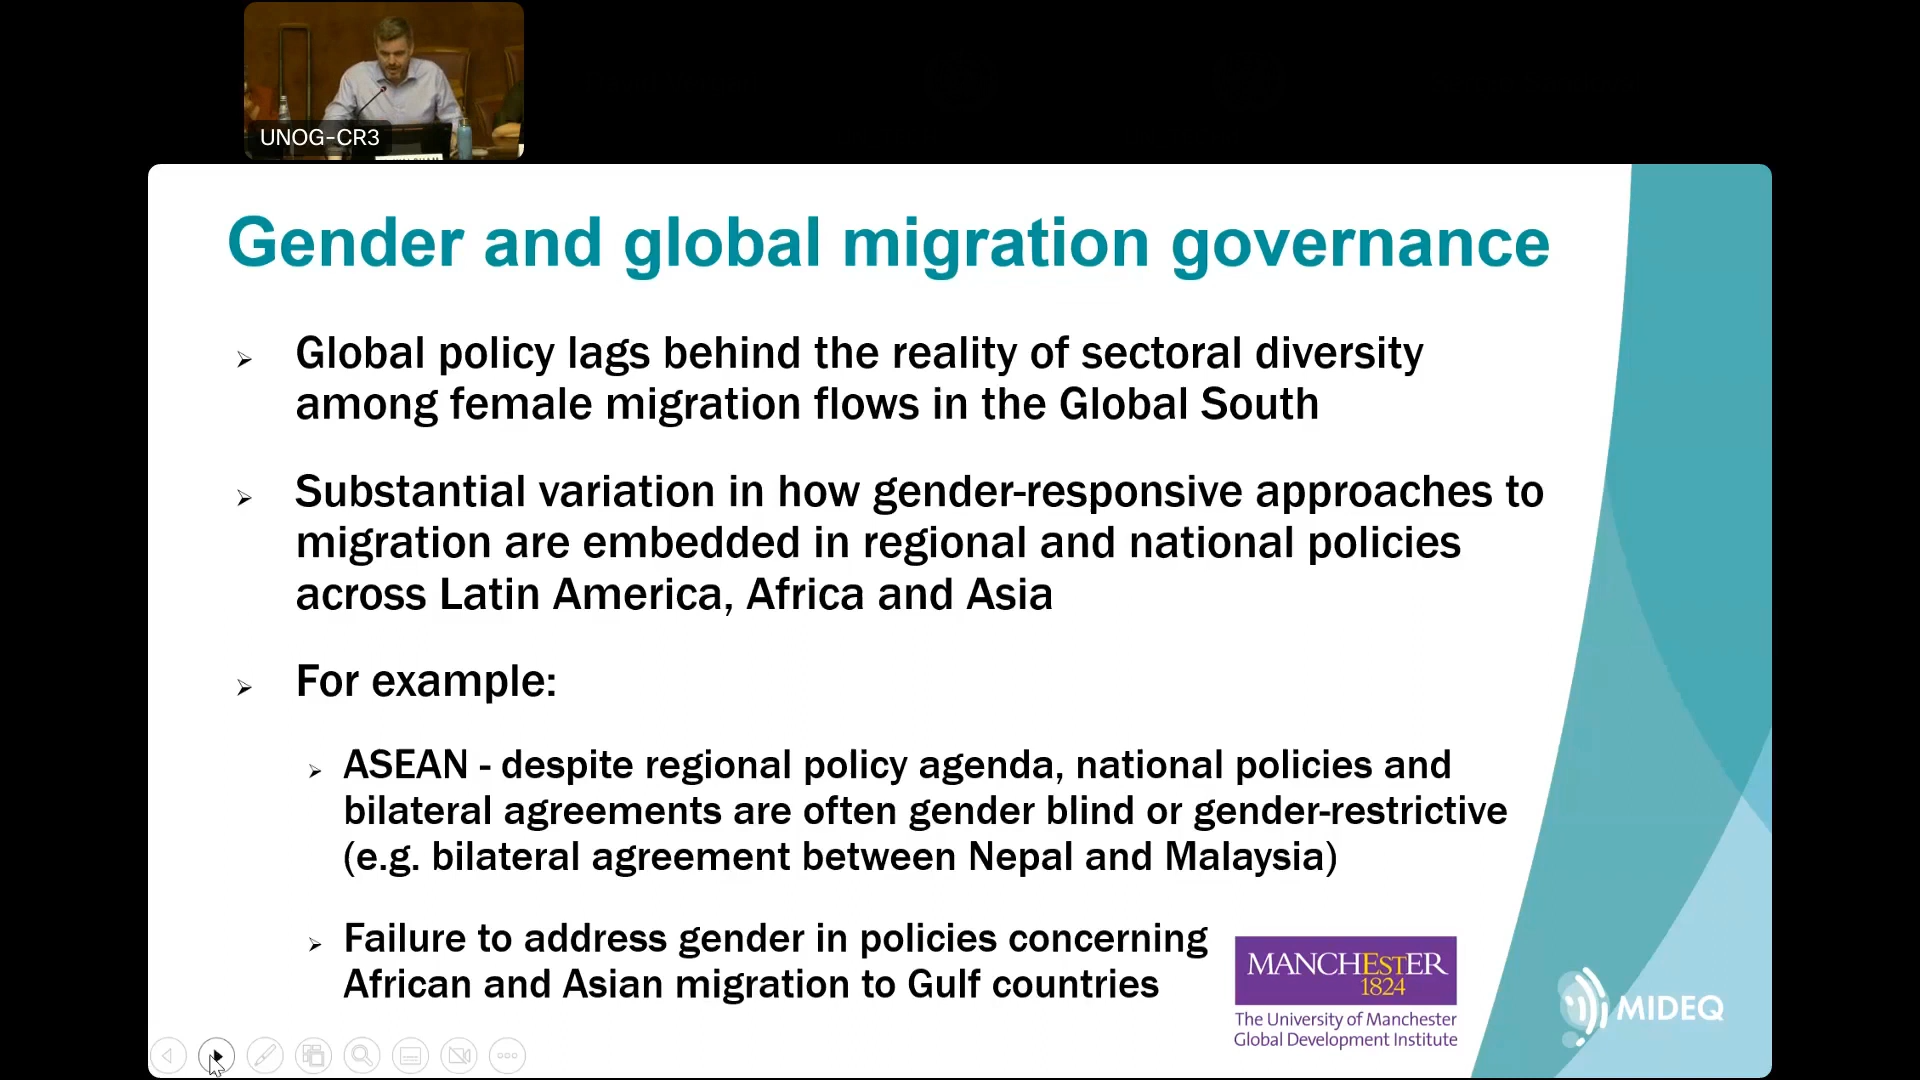 UNOG-CR3
Gender and global migration governance
Global policy lags behind the reality of sectoral diversity
among female migration flows in the Global South
Substantial variation in how gender-responsive approaches to
migration are embedded in regional and national policies
across Latin America, Africa and Asia
For example:
ASEAN - despite regional policy agenda, national policies and
bilateral agreements are often gender blind or gender-restrictive
(e.g. bilateral agreement between Nepal and Malaysia)
Failure to address gender in policies concerning
African and Asian migration to Gulf countries
MANCHESTER
1824
The University of Manchester
Global Development Institute
MIDEQ